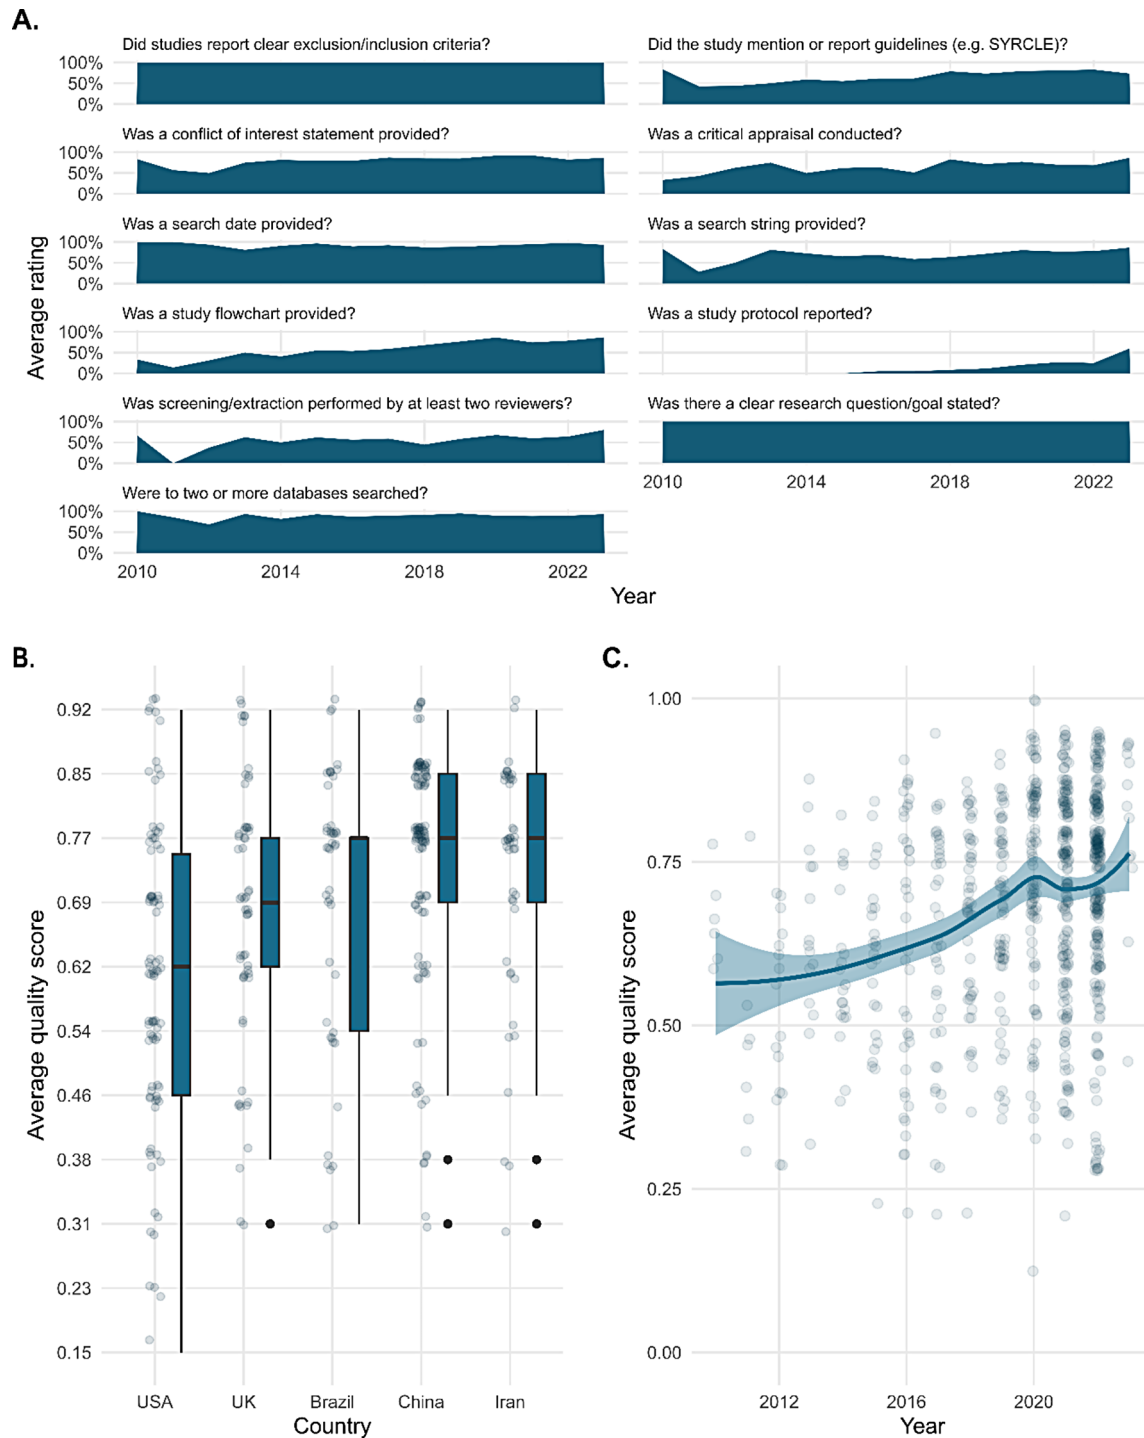 A.
Did studies report clear exclusion/inclusion criteria?
Did the study mention or report guidelines (e.g. SYRCLE)?
100%
50%
0%
Was a conflict of interest statement provided?
Was a critical appraisal conducted?
100%
50%
0%
Was a search date provided?
Was a search string provided?
100%
50%
0%
Average rating
Was a study flowchart provided?
Was a study protocol reported?
100%
50%
0%
Was screening/extraction performed by at least two reviewers?
Was there a clear research question/goal stated?
100%
50%
0%
2010 2014 2018 2022
Were to two or more databases searched?
100%
50%
0%
2010 2014 2018 2022
Year
B.
0.92
0.85
0.77
0.69
0.62
0.54
0.46
0.38
0.31
0.23
0.15
Average quality score
USA UK Brazil China Iran
Country
C.
1.00
0.75
0.50
0.25
0.00
Average quality score
2012 2016 2020
Year